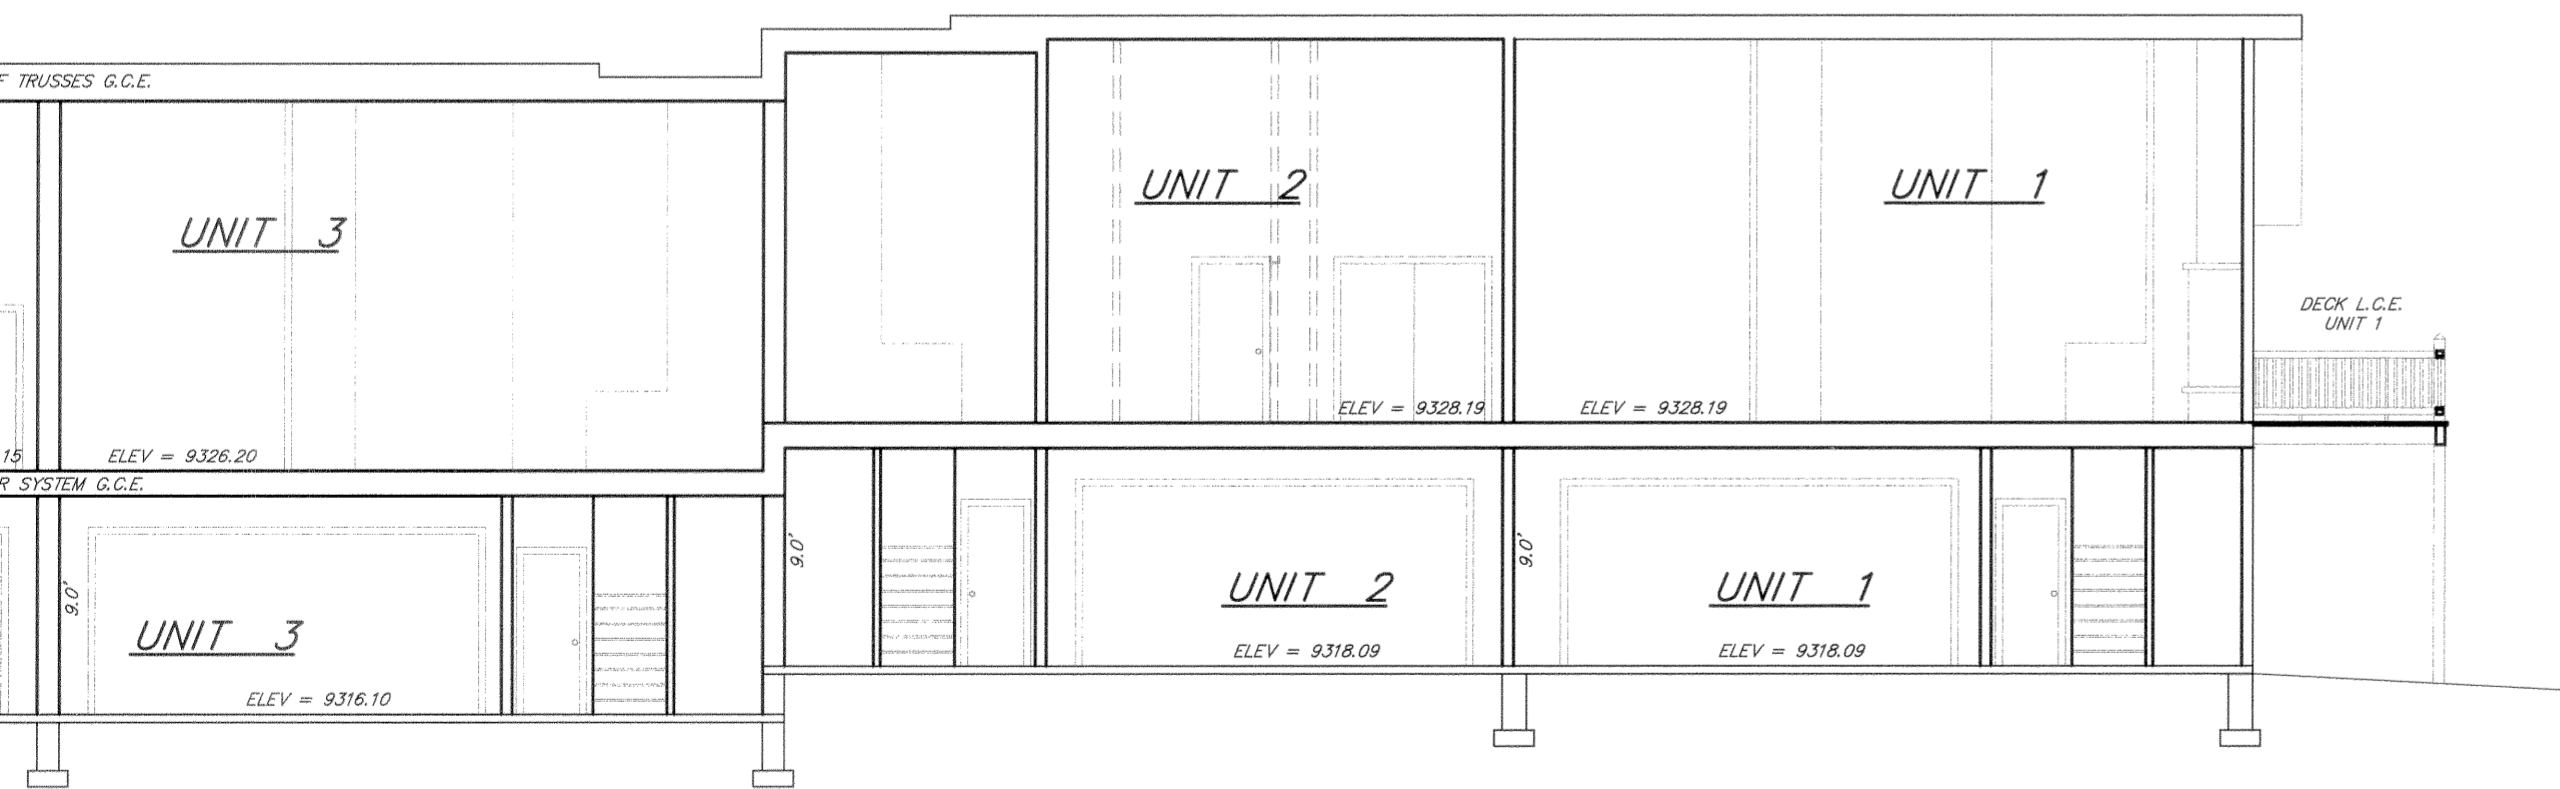 F TRUSSES G.C.E.
UNIT 3
UNIT 2
UNIT 1
DECK L.C.E.
UNIT 1
15
ELEV = 9326.20
ELEV = 9328.19
ELEV = 9328.19
R SYSTEM G.C.E.
9.0'
9.0'
9.0'
UNIT 3
UNIT 2
UNIT 1
ELEV = 9316.10
ELEV = 9318.09
ELEV = 9318.09